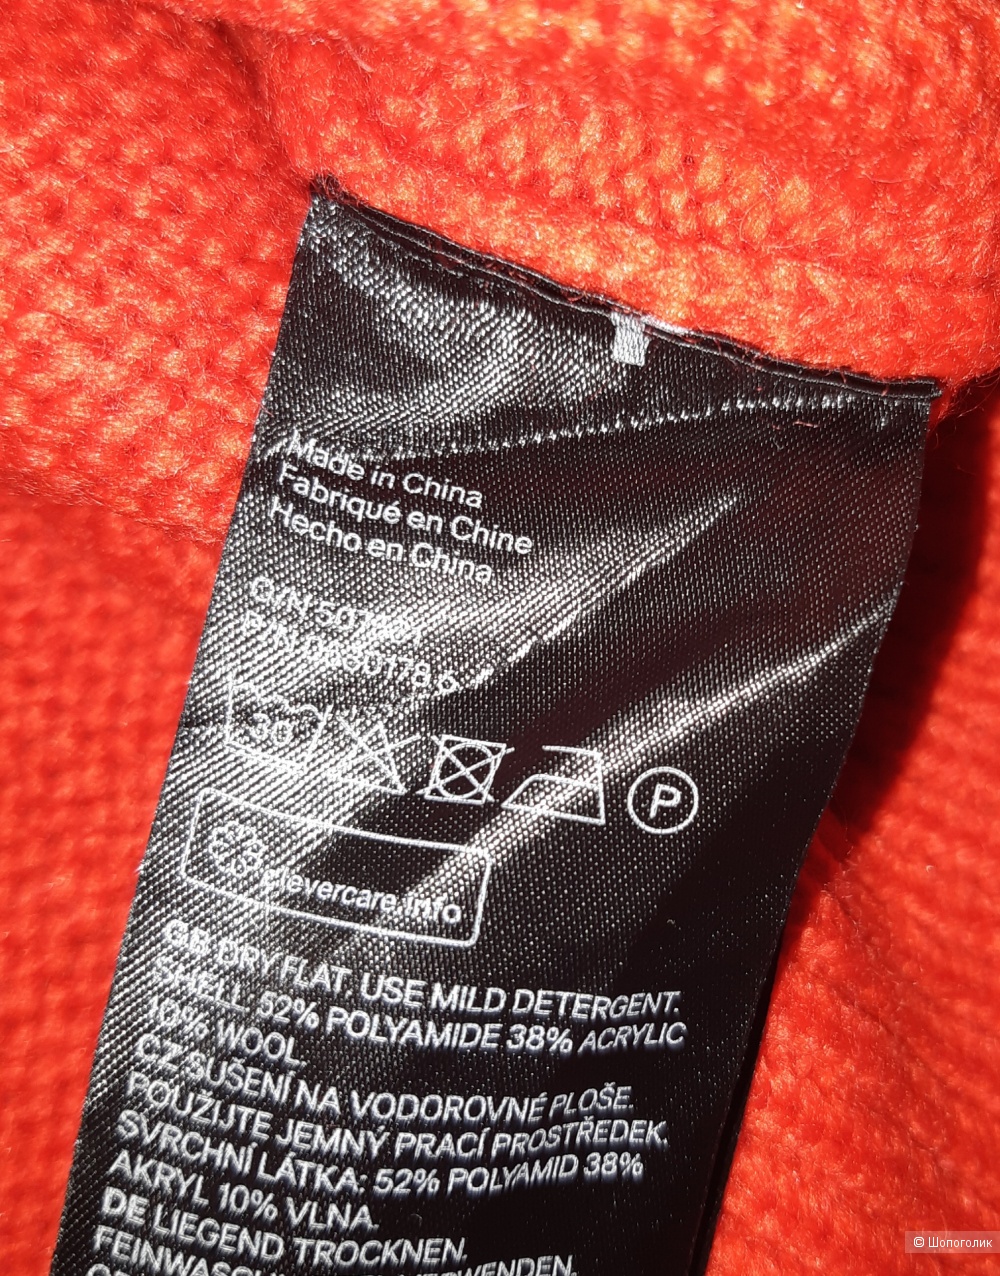 Made in China
Fabriqué en Chine
Hecho en China
O/N:
P/N:
30
P
clevercare.info
GB DRY FLAT. USE MILD DETERGENT.
SHELL: 52% POLYAMIDE 38% ACRYLIC
10% WOOL
CZ SUŠENÍ NA VODOROVNÉ PLOŠE.
POUŽIJTE JEMNÝ PRACÍ PROSTŘEDEK.
SVRCHNÍ LÁTKA: 52% POLYAMID 38%
AKRYL 10% VLNA.
DE LIEGEND TROCKNEN.
© Шопоголик